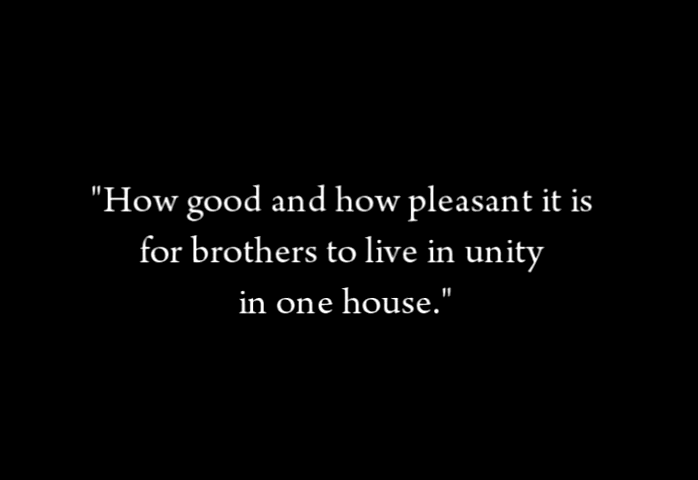 "How good and how pleasant it is
for brothers to live in unity
in one house."